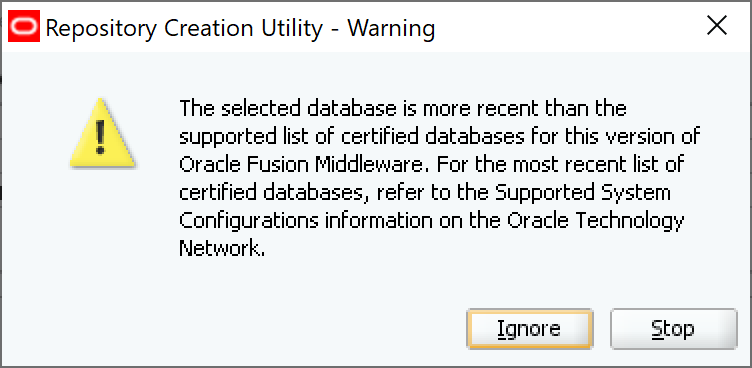 Repository Creation Utility - Warning
The selected database is more recent than the
supported list of certified databases for this version of
Oracle Fusion Middleware. For the most recent list of
certified databases, refer to the Supported System
Configurations information on the Oracle Technology
Network.
Ignore
Stop